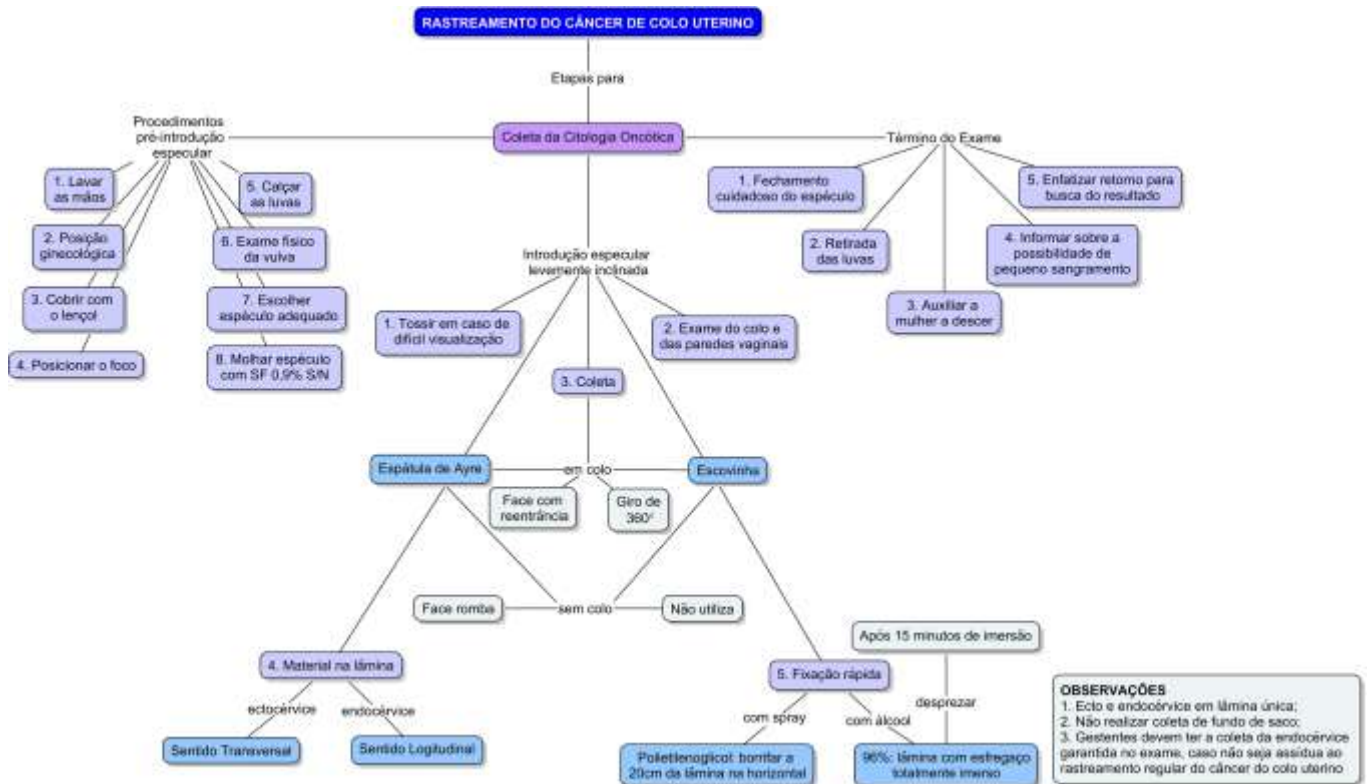 RASTREAMENTO DO CÂNCER DE COLO UTERINO
Etapas para
Coleta da Citologia Oncótica
Procedimentos
pré-introdução
especular
1. Lavar
as mãos
2. Posição
ginecológica
3. Cobrir com
o lençol
4. Posicionar o foco
5. Calçar
as luvas
6. Exame físico
da vulva
7. Escolher
espéculo adequado
8. Molhar espéculo
com SF 0,9% S/N
Introdução especular
levemente inclinada
1. Tossir em caso de
difícil visualização
2. Exame do colo e
das paredes vaginais
3. Coleta
Término do Exame
1. Fechamento
cuidadoso do espéculo
2. Retirada
das luvas
3. Auxiliar a
mulher a descer
4. Informar sobre a
possibilidade de
pequeno sangramento
5. Enfatizar retorno para
busca do resultado
Espátula de Ayre
em colo
Escovinha
Face com
reentrância
Giro de
360°
Face romba
sem colo
Não utiliza
4. Material na lâmina
ectocérvice
endocérvice
Sentido Transversal
Sentido Logitudinal
5. Fixação rápida
com spray
com álcool
Polietilenoglicol: borrifar a
20cm da lâmina na horizontal
96%: lâmina com esfregaço
totalmente imerso
desprezar
Após 15 minutos de imersão
OBSERVAÇÕES
1. Ecto e endocérvice em lâmina única;
2. Não realizar coleta de fundo de saco;
3. Gestentes devem ter a coleta da endocérvice
garantida no exame, caso não seja assídua ao
rastreamento regular do câncer do colo uterino